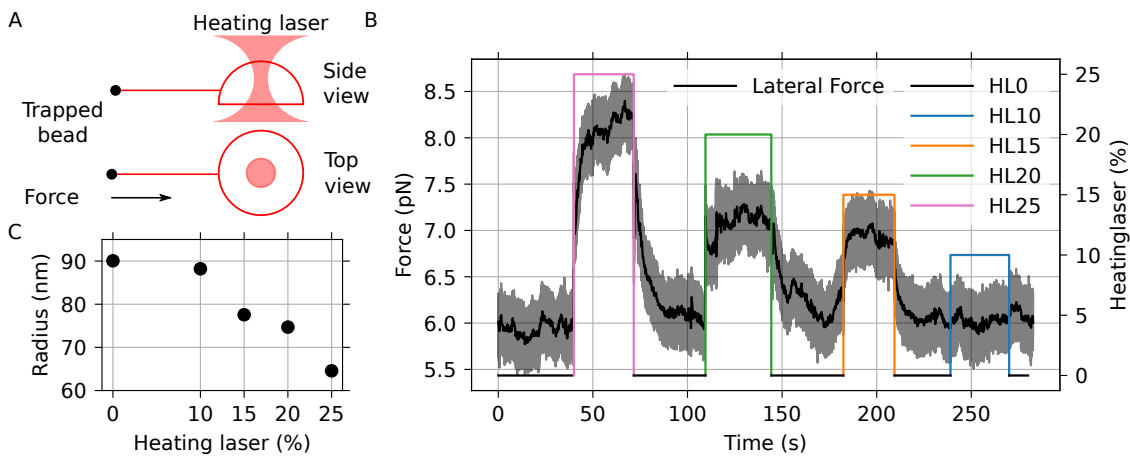 A
Heating laser
Side
view
Trapped
bead
Top
view
Force
B
Lateral Force
HL0
HL10
HL15
HL20
HL25
8.5
8.0
7.5
7.0
6.5
6.0
5.5
Force (pN)
25
20
15
10
5
0
Heatinglaser (%)
0 50 100 150 200 250
Time (s)
C
90
80
70
60
Radius (nm)
0 10 15 20 25
Heating laser (%)